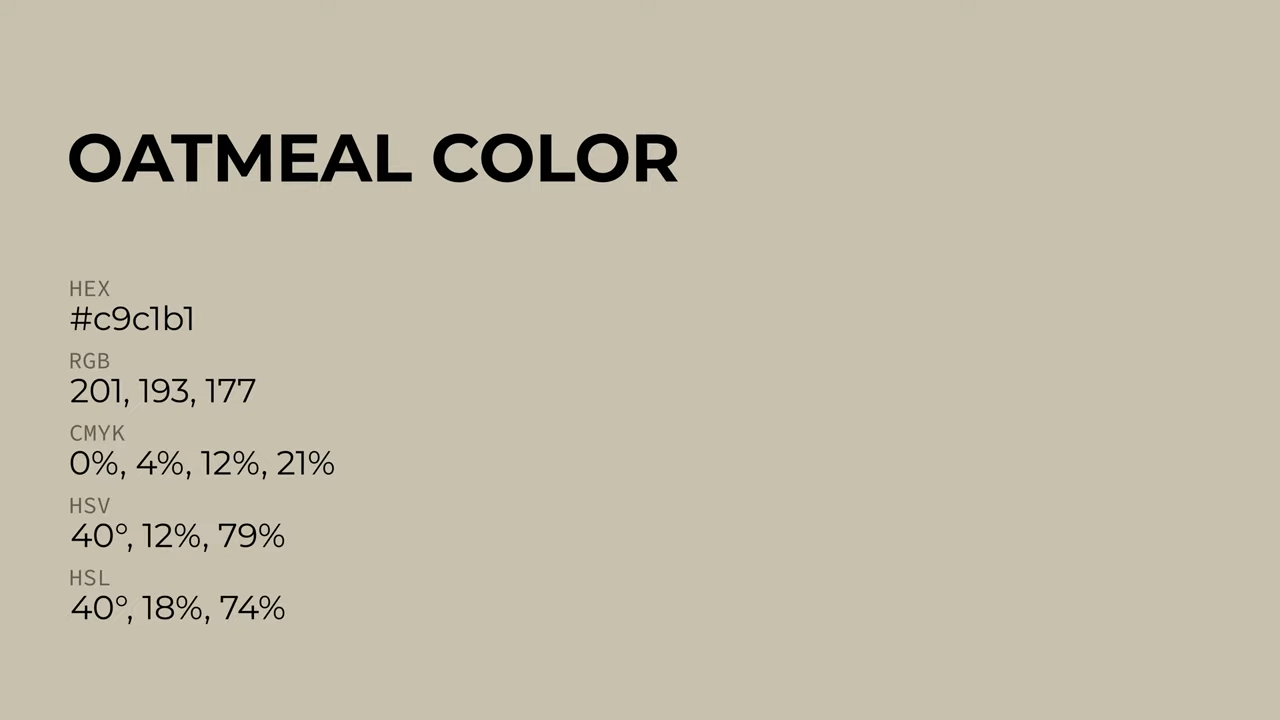 OATMEAL COLOR
HEX
#c9c1b1
RGB
201, 193, 177
CMYK
0%, 4%, 12%, 21%
HSV
40°, 12%, 79%
HSL
40°, 18%, 74%